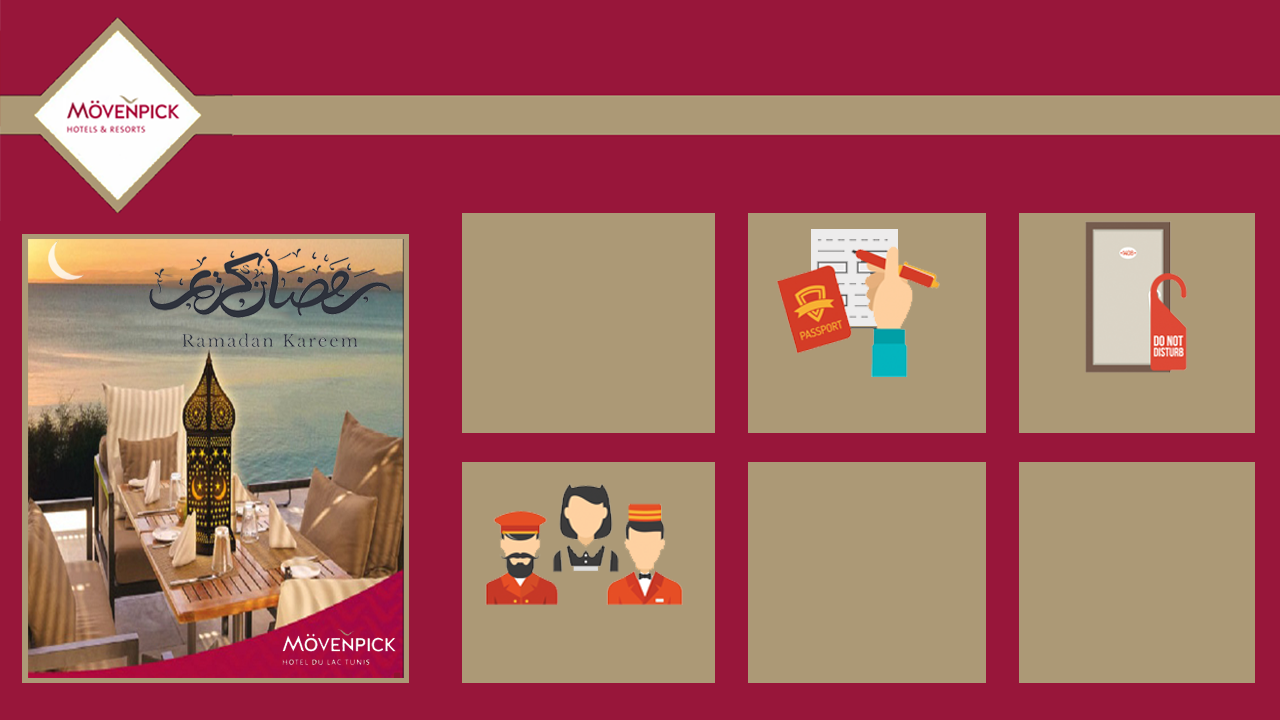 MÖVENPICK
HOTELS & RESORTS
رمضان كريم
Ramadan Kareem
MÖVENPICK
HOTEL DU LAC TUNIS
PASSPORT
DO NOT
DISTURB